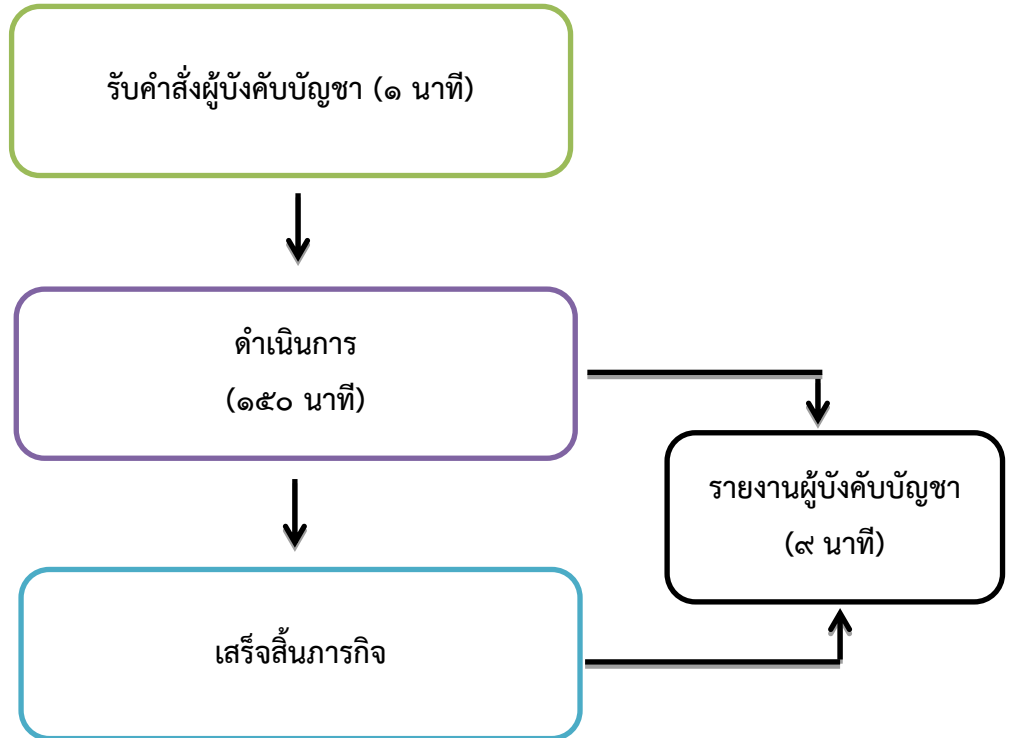 รับคำสั่งผู้บังคับบัญชา (๑ นาที)
ดำเนินการ
(๑๕๐ นาที)
รายงานผู้บังคับบัญชา
(๙ นาที)
เสร็จสิ้นภารกิจ